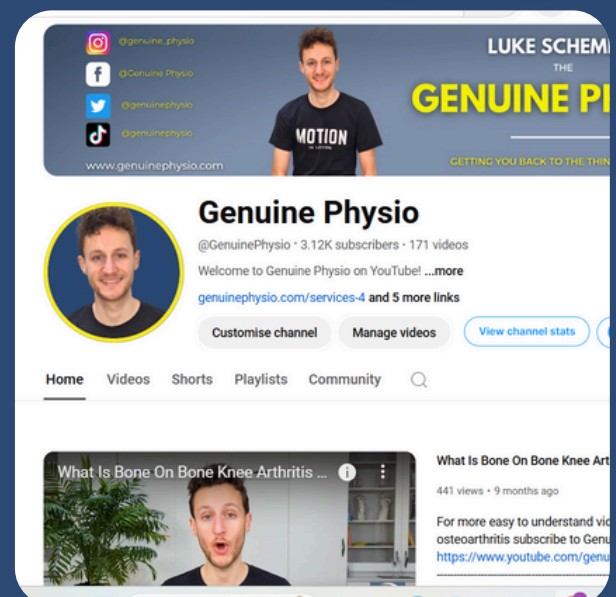 @genuine_physio
@Genuine Physio
@genuinephysio
@genuinephysio
www.genuinephysio.com
MOTION
IS LOTION
LUKE SCHEM
THE
GENUINE P
GETTING YOU BACK TO THE THIN
Genuine Physio
@GenuinePhysio · 3.12K subscribers · 171 videos
Welcome to Genuine Physio on YouTube! ...more
genuinephysio.com/services-4 and 5 more links
Customise channel
Manage videos
View channel stats
Home Videos Shorts Playlists Community
What Is Bone On Bone Knee Arthritis ...
What Is Bone On Bone Knee Art
441 views • 9 months ago
For more easy to understand vid
osteoarthritis subscribe to Genu
https://www.youtube.com/genu